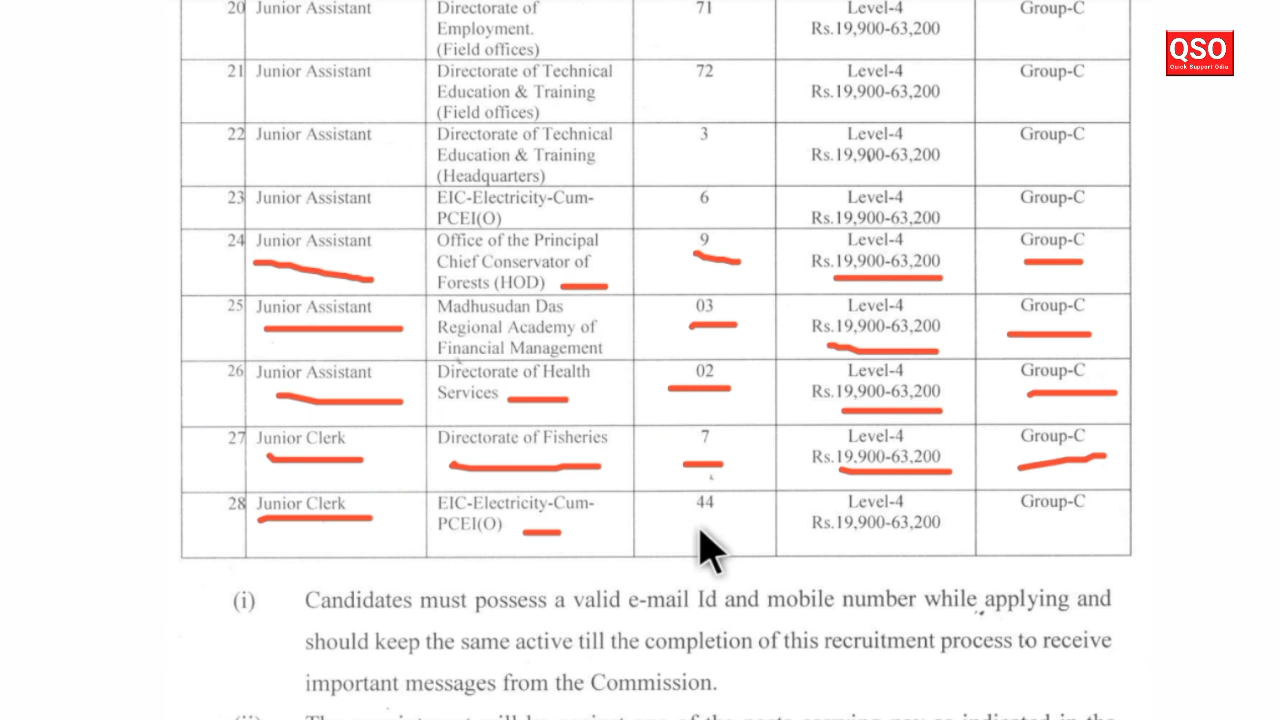 20 Junior Assistant Directorate of 71 Level-4 Group-C
Employment. Rs.19,900-63,200
(Field offices)
21 Junior Assistant Directorate of Technical 72 Level-4 Group-C
Education & Training Rs.19,900-63,200
(Field offices)
22 Junior Assistant Directorate of Technical 3 Level-4 Group-C
Education & Training Rs.19,900-63,200
(Headquarters)
23 Junior Assistant EIC-Electricity-Cum- 6 Level-4 Group-C
PCEI(O) Rs.19,900-63,200
24 Junior Assistant Office of the Principal 9 Level-4 Group-C
Chief Conservator of Rs.19,900-63,200
Forests (HOD)
25 Junior Assistant Madhusudan Das 03 Level-4 Group-C
Regional Academy of Rs.19,900-63,200
Financial Management
26 Junior Assistant Directorate of Health 02 Level-4 Group-C
Services Rs.19,900-63,200
27 Junior Clerk Directorate of Fisheries 7 Level-4 Group-C
Rs.19,900-63,200
28 Junior Clerk EIC-Electricity-Cum- 44 Level-4 Group-C
PCEI(O) Rs.19,900-63,200
(i) Candidates must possess a valid e-mail Id and mobile number while applying and
should keep the same active till the completion of this recruitment process to receive
important messages from the Commission.
QSO
Quick Support Odia